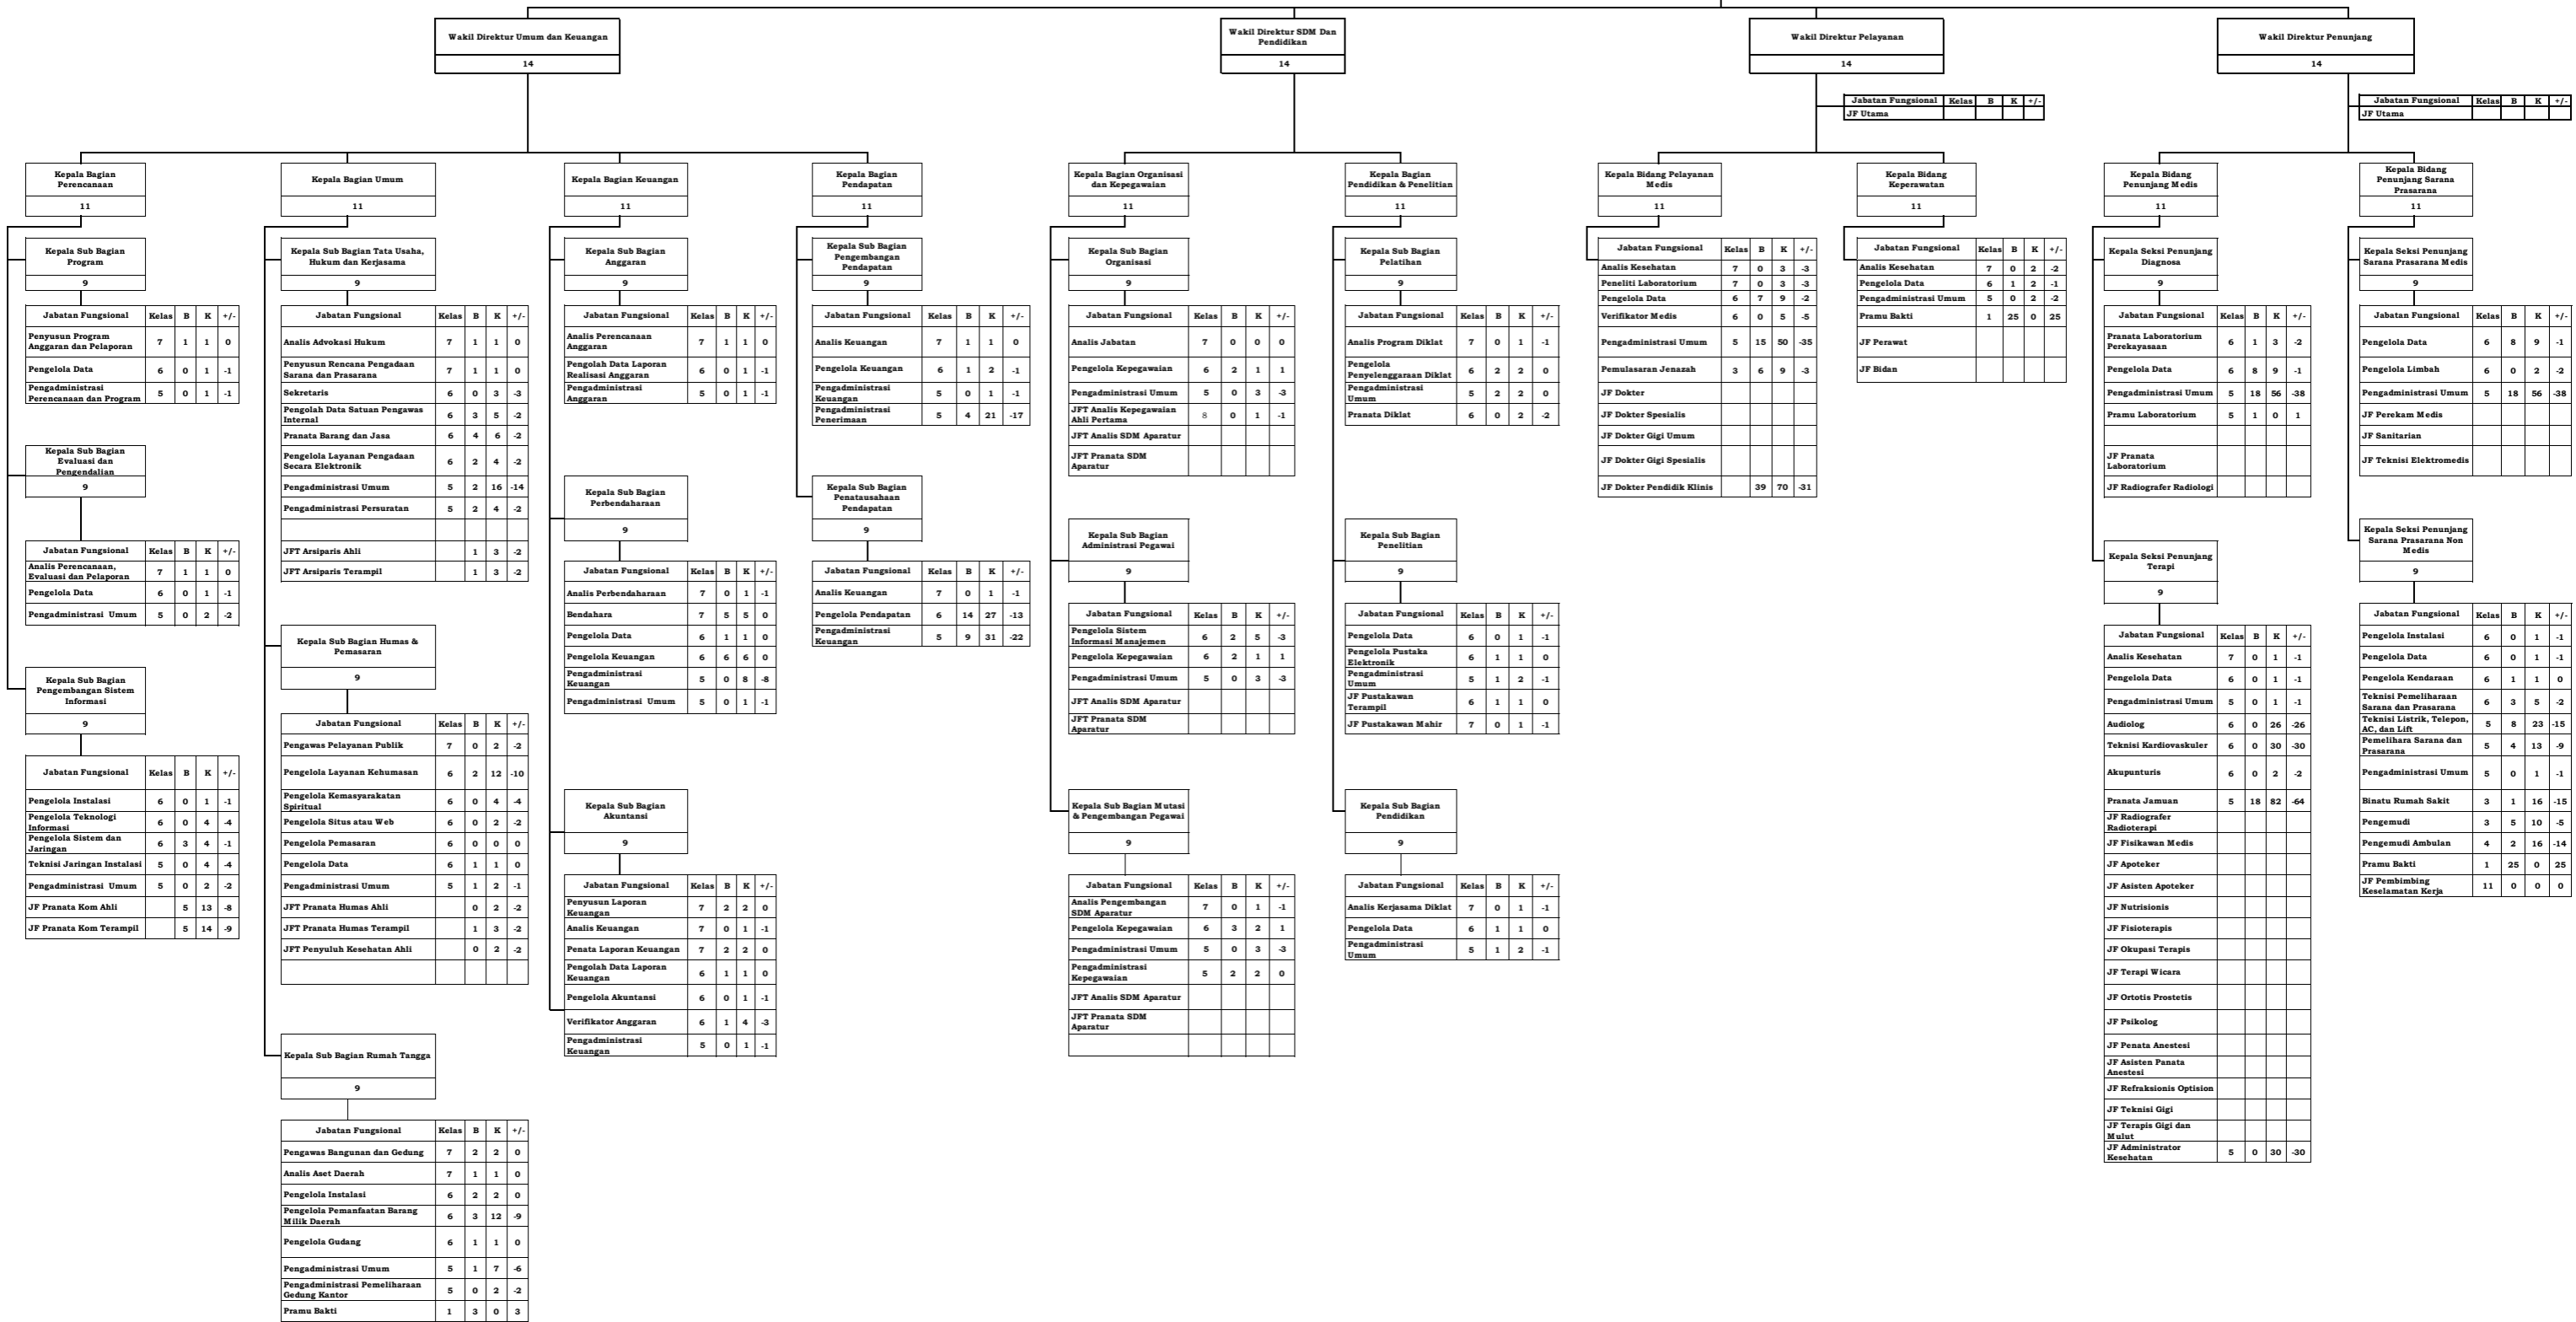 Wakil Direktur Umum dan Keuangan
14
Wakil Direktur SDM Dan
Pendidikan
14
Wakil Direktur Pelayanan
14
Wakil Direktur Penunjang
14
Jabatan Fungsional Kelas B K +/-
JF Utama
Jabatan Fungsional Kelas B K +/-
JF Utama
Kepala Bagian
Perencanaan
11
Kepala Sub Bagian
Program
9
Jabatan Fungsional Kelas B K +/-
Penyusun Program
Anggaran dan Pelaporan 7 1 1 0
Pengelola Data 6 0 1 -1
Pengadministrasi
Perencanaan dan Program 5 0 1 -1
Kepala Sub Bagian
Evaluasi dan
Pengendalian
9
Jabatan Fungsional Kelas B K +/-
Analis Perencanaan,
Evaluasi dan Pelaporan 7 1 1 0
Pengelola Data 6 0 1 -1
Pengadministrasi Umum 5 0 2 -2
Kepala Sub Bagian
Pengembangan Sistem
Informasi
9
Jabatan Fungsional Kelas B K +/-
Pengelola Instalasi 6 0 1 -1
Pengelola Teknologi
Informasi 6 0 4 -4
Pengelola Sistem dan
Jaringan 6 3 4 -1
Teknisi Jaringan Instalasi 5 0 4 -4
Pengadministrasi Umum 5 0 2 -2
JF Pranata Kom Ahli 5 13 -8
JF Pranata Kom Terampil 5 14 -9
Kepala Bagian Umum
11
Kepala Sub Bagian Tata Usaha,
Hukum dan Kerjasama
9
Jabatan Fungsional Kelas B K +/-
Analis Advokasi Hukum 7 1 1 0
Penyusun Rencana Pengadaan
Sarana dan Prasarana 7 1 1 0
Sekretaris 6 0 3 -3
Pengolah Data Satuan Pengawas
Internal 6 3 5 -2
Pranata Barang dan Jasa 6 4 6 -2
Pengelola Layanan Pengadaan
Secara Elektronik 6 2 4 -2
Pengadministrasi Umum 5 2 16 -14
Pengadministrasi Persuratan 5 2 4 -2
JFT Arsiparis Ahli 1 3 -2
JFT Arsiparis Terampil 1 3 -2
Kepala Sub Bagian Humas &
Pemasaran
9
Jabatan Fungsional Kelas B K +/-
Pengawas Pelayanan Publik 7 0 2 -2
Pengelola Layanan Kehumasan 6 2 12 -10
Pengelola Kemasyarakatan
Spiritual 6 0 4 -4
Pengelola Situs atau Web 6 0 2 -2
Pengelola Pemasaran 6 0 0 0
Pengelola Data 6 1 1 0
Pengadministrasi Umum 5 1 2 -1
JFT Pranata Humas Ahli 0 2 -2
JFT Pranata Humas Terampil 1 3 -2
JFT Penyuluh Kesehatan Ahli 0 2 -2
Kepala Sub Bagian Rumah Tangga
9
Jabatan Fungsional Kelas B K +/-
Pengawas Bangunan dan Gedung 7 2 2 0
Analis Aset Daerah 7 1 1 0
Pengelola Instalasi 6 2 2 0
Pengelola Pemanfaatan Barang
Milik Daerah 6 3 12 -9
Pengelola Gudang 6 1 1 0
Pengadministrasi Umum 5 1 7 -6
Pengadministrasi Pemeliharaan
Gedung Kantor 5 0 2 -2
Pramu Bakti 1 3 0 3
Kepala Bagian Keuangan
11
Kepala Sub Bagian
Anggaran
9
Jabatan Fungsional Kelas B K +/-
Analis Perencanaan
Anggaran 7 1 1 0
Pengolah Data Laporan
Realisasi Anggaran 6 0 1 -1
Pengadministrasi
Anggaran 5 0 1 -1
Kepala Sub Bagian
Perbendaharaan
9
Jabatan Fungsional Kelas B K +/-
Analis Perbendaharaan 7 0 1 -1
Bendahara 7 5 5 0
Pengelola Data 6 1 1 0
Pengelola Keuangan 6 6 6 0
Pengadministrasi
Keuangan 5 0 8 -8
Pengadministrasi Umum 5 0 1 -1
Kepala Sub Bagian
Akuntansi
9
Jabatan Fungsional Kelas B K +/-
Penyusun Laporan
Keuangan 7 2 2 0
Analis Keuangan 7 0 1 -1
Penata Laporan Keuangan 7 2 2 0
Pengolah Data Laporan
Keuangan 6 1 1 0
Pengelola Akuntansi 6 0 1 -1
Verifikator Anggaran 6 1 4 -3
Pengadministrasi
Keuangan 5 0 1 -1
Kepala Bagian
Pendapatan
11
Kepala Sub Bagian
Pengembangan
Pendapatan
9
Jabatan Fungsional Kelas B K +/-
Analis Keuangan 7 1 1 0
Pengelola Keuangan 6 1 2 -1
Pengadministrasi
Keuangan 5 0 1 -1
Pengadministrasi
Penerimaan 5 4 21 -17
Kepala Sub Bagian
Penatausahaan
Pendapatan
9
Jabatan Fungsional Kelas B K +/-
Analis Keuangan 7 0 1 -1
Pengelola Pendapatan 6 14 27 -13
Pengadministrasi
Keuangan 5 9 31 -22
Kepala Bagian Organisasi
dan Kepegawaian
11
Kepala Sub Bagian
Organisasi
9
Jabatan Fungsional Kelas B K +/-
Analis Jabatan 7 0 0 0
Pengelola Kepegawaian 6 2 1 1
Pengadministrasi Umum 5 0 3 -3
JFT Analis Kepegawaian
Ahli Pertama 8 0 1 -1
JFT Analis SDM Aparatur
JFT Pranata SDM
Aparatur
Kepala Sub Bagian
Administrasi Pegawai
9
Jabatan Fungsional Kelas B K +/-
Pengelola Sistem
Informasi Manajemen 6 2 5 -3
Pengelola Kepegawaian 6 2 1 1
Pengadministrasi Umum 5 0 3 -3
JFT Analis SDM Aparatur
JFT Pranata SDM
Aparatur
Kepala Sub Bagian Mutasi
& Pengembangan Pegawai
9
Jabatan Fungsional Kelas B K +/-
Analis Pengembangan
SDM Aparatur 7 0 1 -1
Pengelola Kepegawaian 6 3 2 1
Pengadministrasi Umum 5 0 3 -3
Pengadministrasi
Kepegawaian 5 2 2 0
JFT Analis SDM Aparatur
JFT Pranata SDM
Aparatur
Kepala Bagian
Pendidikan & Penelitian
11
Kepala Sub Bagian
Pelatihan
9
Jabatan Fungsional Kelas B K +/-
Analis Program Diklat 7 0 1 -1
Pengelola
Penyelenggaraan Diklat 6 2 2 0
Pengadministrasi
Umum 5 2 2 0
Pranata Diklat 6 0 2 -2
Kepala Sub Bagian
Penelitian
9
Jabatan Fungsional Kelas B K +/-
Pengelola Data 6 0 1 -1
Pengelola Pustaka
Elektronik 6 1 1 0
Pengadministrasi
Umum 5 1 2 -1
JF Pustakawan
Terampil 6 1 1 0
JF Pustakawan Mahir 7 0 1 -1
Kepala Sub Bagian
Pendidikan
9
Jabatan Fungsional Kelas B K +/-
Analis Kerjasama Diklat 7 0 1 -1
Pengelola Data 6 1 1 0
Pengadministrasi
Umum 5 1 2 -1
Kepala Bidang Pelayanan
Medis
11
Jabatan Fungsional Kelas B K +/-
Analis Kesehatan 7 0 3 -3
Peneliti Laboratorium 7 0 3 -3
Pengelola Data 6 7 9 -2
Verifikator Medis 6 0 5 -5
Pengadministrasi Umum 5 15 50 -35
Pemulasaran Jenazah 3 6 9 -3
JF Dokter
JF Dokter Spesialis
JF Dokter Gigi Umum
JF Dokter Gigi Spesialis
JF Dokter Pendidik Klinis 39 70 -31
Kepala Bidang
Keperawatan
11
Jabatan Fungsional Kelas B K +/-
Analis Kesehatan 7 0 2 -2
Pengelola Data 6 1 2 -1
Pengadministrasi Umum 5 0 2 -2
Pramu Bakti 1 25 0 25
JF Perawat
JF Bidan
Kepala Bidang
Penunjang Medis
11
Kepala Seksi Penunjang
Diagnosa
9
Jabatan Fungsional Kelas B K +/-
Pranata Laboratorium
Perekayasaan 6 1 3 -2
Pengelola Data 6 8 9 -1
Pengadministrasi Umum 5 18 56 -38
Pramu Laboratorium 5 1 0 1
JF Pranata
Laboratorium
JF Radiografer Radiologi
Kepala Seksi Penunjang
Terapi
9
Jabatan Fungsional Kelas B K +/-
Analis Kesehatan 7 0 1 -1
Pengelola Data 6 0 1 -1
Pengadministrasi Umum 5 0 1 -1
Audiolog 6 0 26 -26
Teknisi Kardiovaskuler 6 0 30 -30
Akupunturis 6 0 2 -2
Pranata Jamuan 5 18 82 -64
JF Radiografer
Radioterapi
JF Fisikawan Medis
JF Apoteker
JF Asisten Apoteker
JF Nutrisionis
JF Fisioterapis
JF Okupasi Terapis
JF Terapi Wicara
JF Ortotis Prostetis
JF Psikolog
JF Penata Anestesi
JF Asisten Panata
Anestesi
JF Refraksionis Optision
JF Teknisi Gigi
JF Terapis Gigi dan
Mulut
JF Administrator
Kesehatan 5 0 30 -30
Kepala Bidang
Penunjang Sarana
Prasarana
11
Kepala Seksi Penunjang
Sarana Prasarana Medis
9
Jabatan Fungsional Kelas B K +/-
Pengelola Data 6 8 9 -1
Pengelola Limbah 6 0 2 -2
Pengadministrasi Umum 5 18 56 -38
JF Perekam Medis
JF Sanitarian
JF Teknisi Elektromedis
Kepala Seksi Penunjang
Sarana Prasarana Non
Medis
9
Jabatan Fungsional Kelas B K +/-
Pengelola Instalasi 6 0 1 -1
Pengelola Data 6 0 1 -1
Pengelola Kendaraan 6 1 1 0
Teknisi Pemeliharaan
Sarana dan Prasarana 6 3 5 -2
Teknisi Listrik, Telepon,
AC, dan Lift 5 8 23 -15
Pemelihara Sarana dan
Prasarana 5 4 13 -9
Pengadministrasi Umum 5 0 1 -1
Binatu Rumah Sakit 3 1 16 -15
Pengemudi 3 5 10 -5
Pengemudi Ambulan 4 2 16 -14
Pramu Bakti 1 25 0 25
JF Pembimbing
Keselamatan Kerja 11 0 0 0